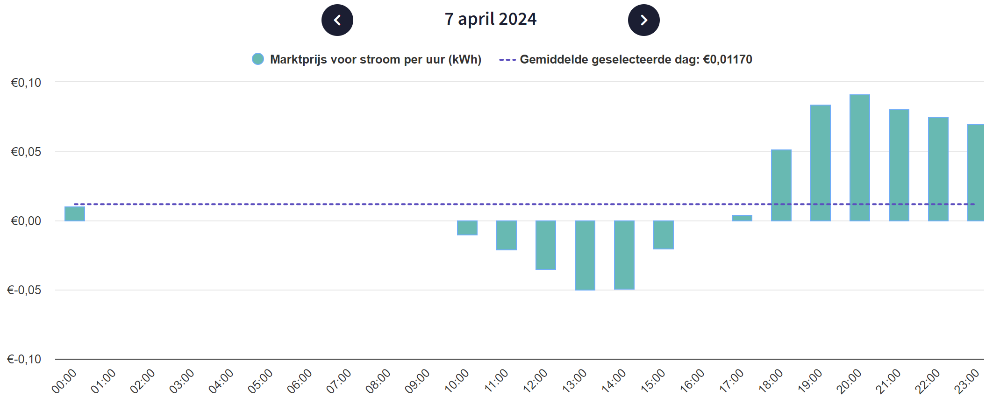 7 april 2024
Marktprijs voor stroom per uur (kWh) Gemiddelde geselecteerde dag: €0,01170
€0,10
€0,05
€0,00
€-0,05
€-0,10
00:00 01:00 02:00 03:00 04:00 05:00 06:00 07:00 08:00 09:00 10:00 11:00 12:00 13:00 14:00 15:00 16:00 17:00 18:00 19:00 20:00 21:00 22:00 23:00